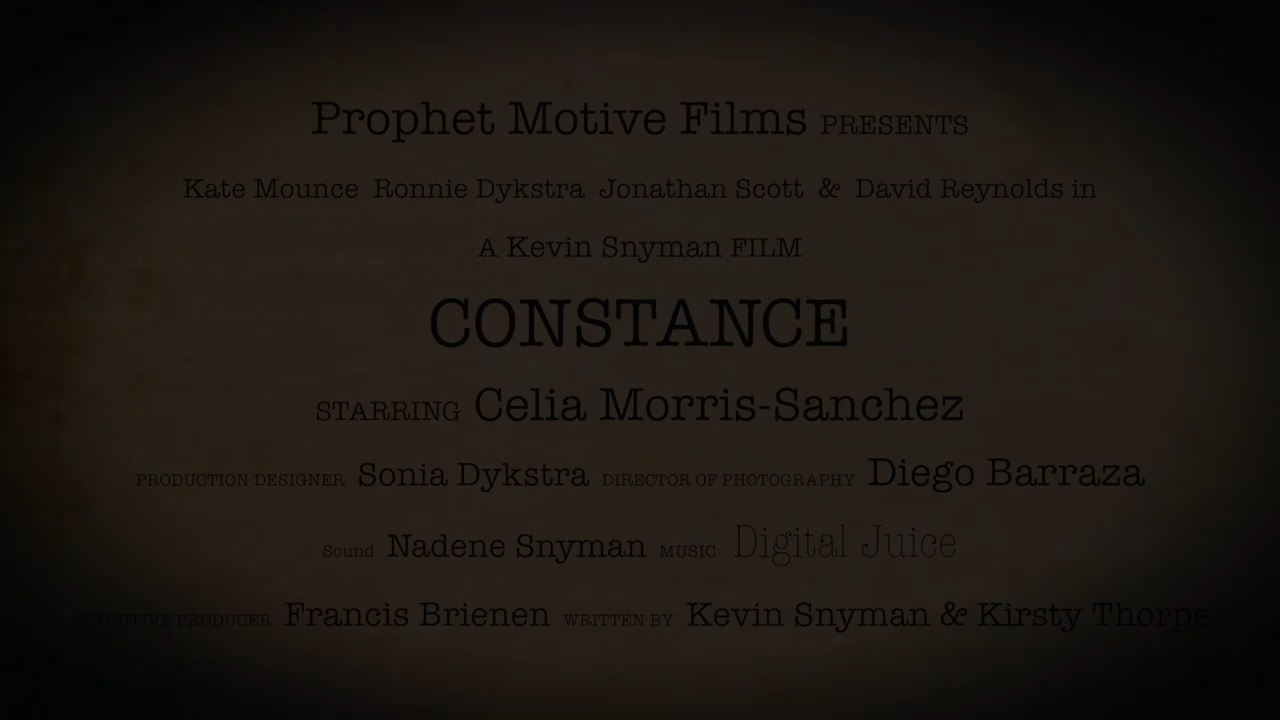 Prophet Motive Films PRESENTS
Kate Mounce Ronnie Dykstra Jonathan Scott & David Reynolds in
A Kevin Snyman FILM
CONSTANCE
STARRING Celia Morris-Sanchez
PRODUCTION DESIGNER Sonia Dykstra DIRECTOR OF PHOTOGRAPHY Diego Barraza
Sound Nadene Snyman MUSIC Digital Juice
EXECUTIVE PRODUCER Francis Brienen WRITTEN BY Kevin Snyman & Kirsty Thorpe